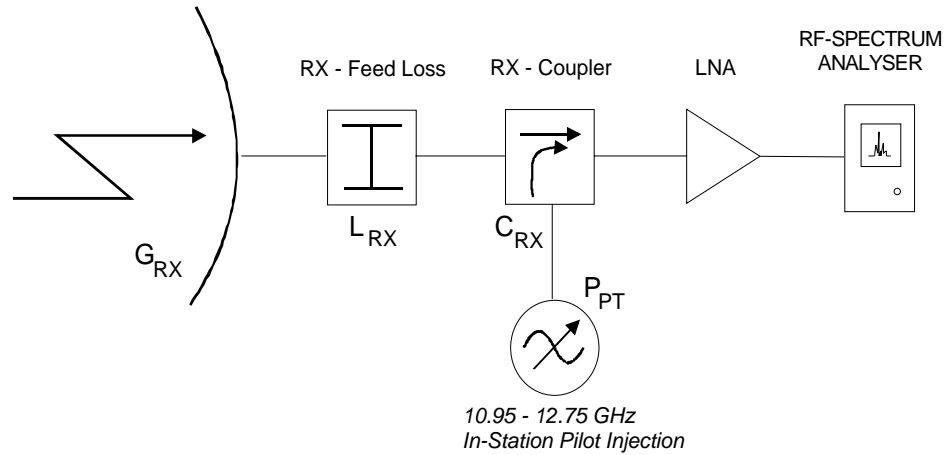 RF-SPECTRUM
ANALYSER
RX - Feed Loss
RX - Coupler
LNA
G RX
L RX
C RX
P PT
10.95 - 12.75 GHz
In-Station Pilot Injection